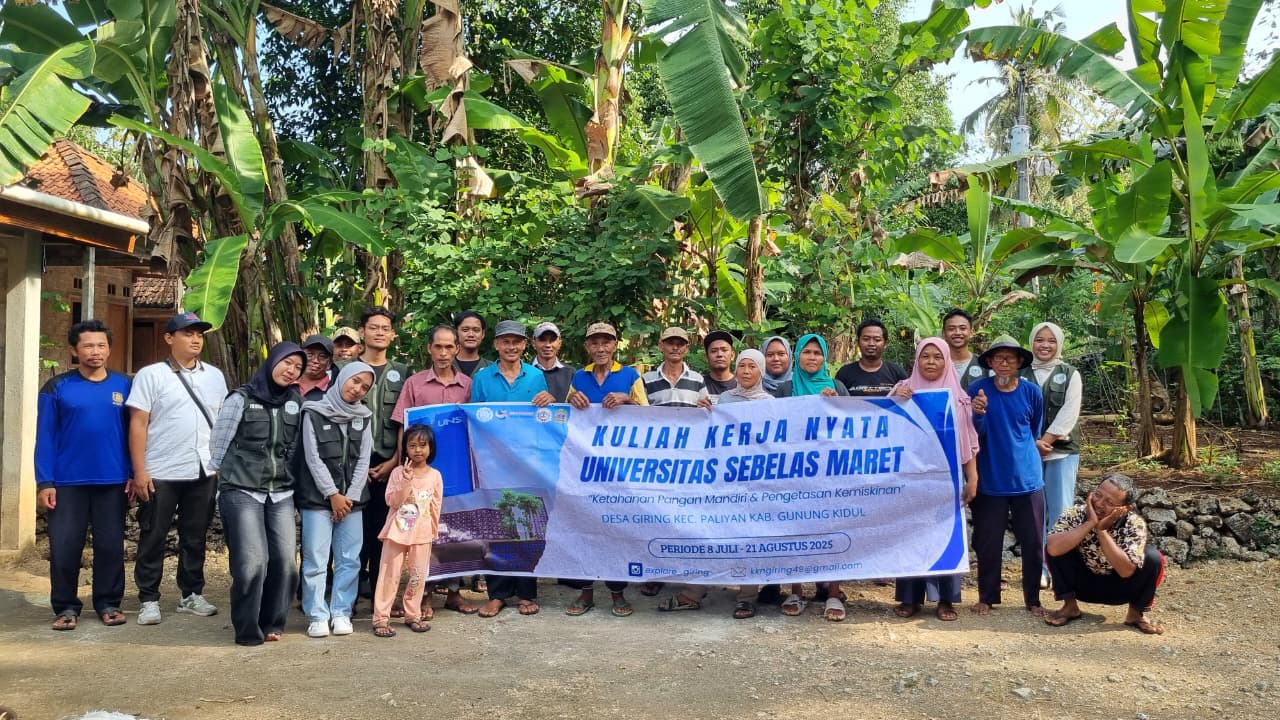 UNS
KULIAH KERJA NYATA
UNIVERSITAS SEBELAS MARET
"Ketahanan Pangan Mandiri & Pengetasan Kemiskinan"
DESA GIRING KEC. PALIYAN KAB. GUNUNG KIDUL
PERIODE 8 JULI - 21 AGUSTUS 2025
explore_giring
kkngiring48@gmail.com